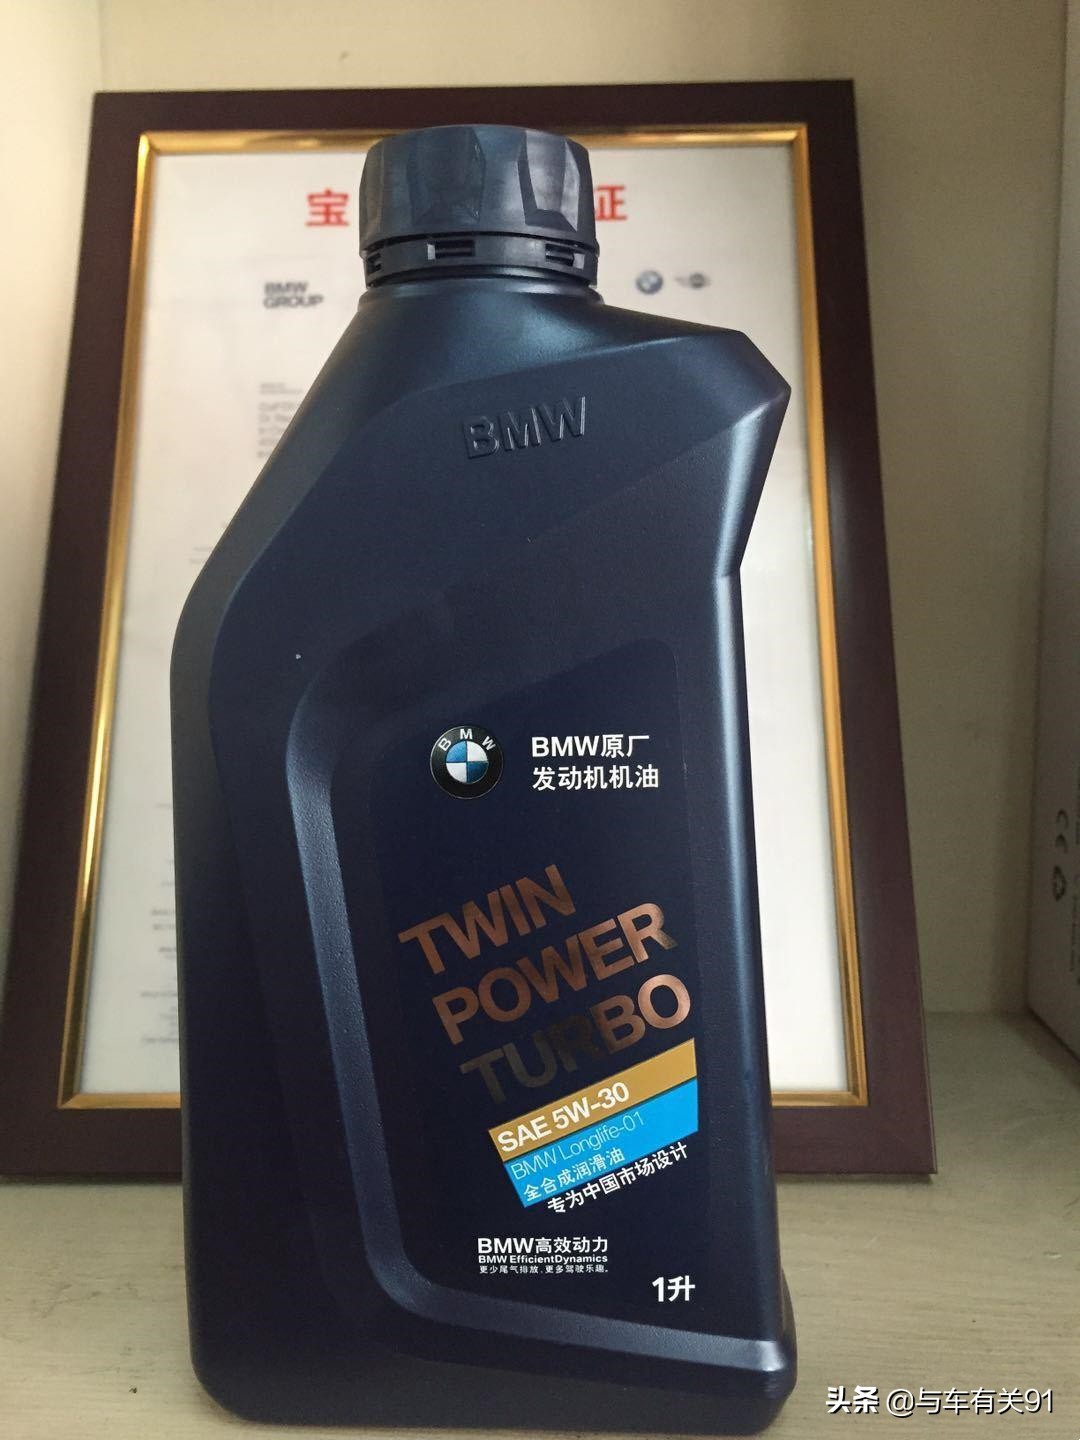 宝
证
BMW
GROUP
BMW
BMW
BMW原厂
发动机机油
TWIN
POWER
TURBO
SAE 5W-30
BMW Longlife-01
全合成润滑油
专为中国市场设计
BMW高效动力
BMW EfficientDynamics
更少尾气排放，更多驾驶乐趣。
1升
头条 @与车有关91